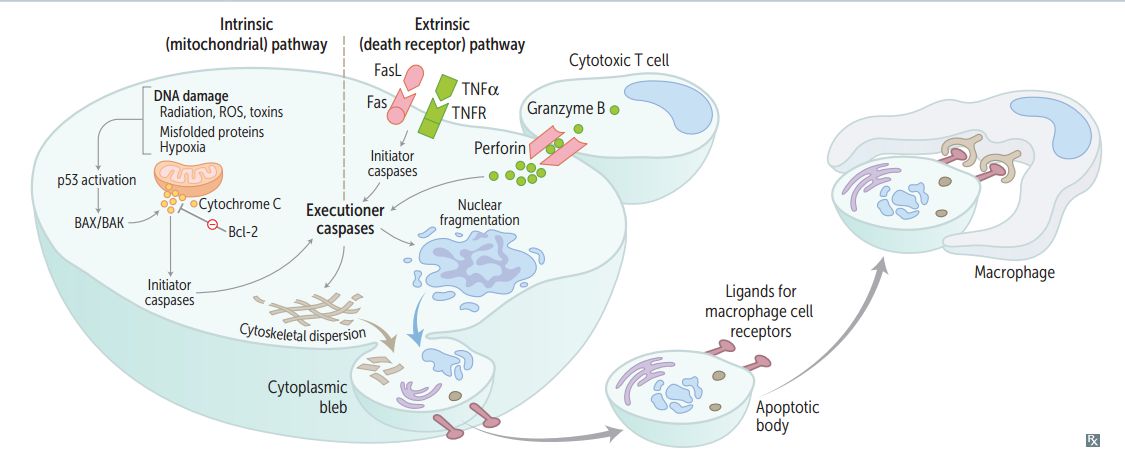 Intrinsic
(mitochondrial) pathway
Extrinsic
(death receptor) pathway
DNA damage
Radiation, ROS, toxins
Misfolded proteins
Hypoxia
p53 activation
BAX/BAK
Cytochrome C
Bcl-2
Initiator
caspases
FasL
Fas
TNFα
TNFR
Initiator
caspases
Cytotoxic T cell
Granzyme B
Perforin
Executioner
caspases
Nuclear
fragmentation
Cytoskeletal dispersion
Cytoplasmic
bleb
Ligands for
macrophage cell
receptors
Apoptotic
body
Macrophage
Rx